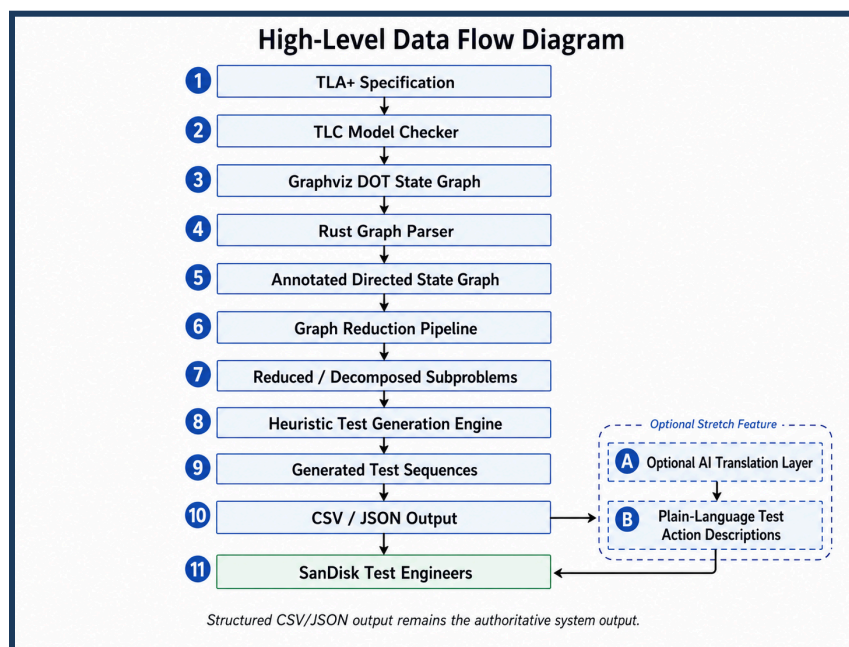 High-Level Data Flow Diagram
1 TLA+ Specification
2 TLC Model Checker
3 Graphviz DOT State Graph
4 Rust Graph Parser
5 Annotated Directed State Graph
6 Graph Reduction Pipeline
7 Reduced / Decomposed Subproblems
8 Heuristic Test Generation Engine
9 Generated Test Sequences
10 CSV / JSON Output
11 SanDisk Test Engineers
Optional Stretch Feature
A Optional AI Translation Layer
B Plain-Language Test
Action Descriptions
Structured CSV/JSON output remains the authoritative system output.